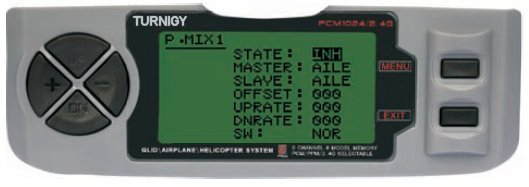 TURNIGY
PCM1024/2.4G
P.MIX1
STATE: INH
MASTER: AILE
SLAVE: AILE
OFFSET: 000
UPRATE: 000
DNRATE: 000
SW: NOR
MENU
EXIT
UP
+
-
DN
GLID\AIRPLANE\HELICOPTER SYSTEM
9 CHANNEL 8 MODEL MEMORY
PCM/PPM/2.4G SELECTABLE